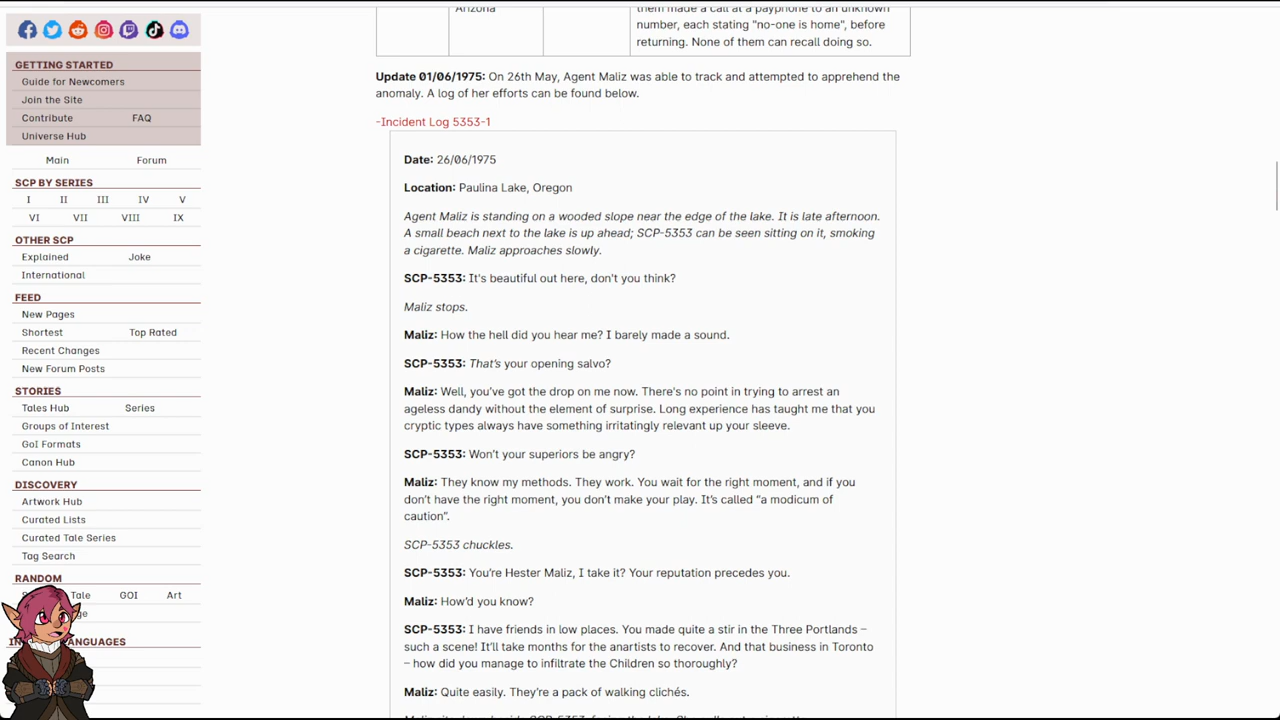 Arizona
them made a call at a payphone to an unknown
number, each stating "no-one is home", before
returning. None of them can recall doing so.
GETTING STARTED
Guide for Newcomers
Join the Site
Contribute FAQ
Universe Hub
Main Forum
SCP BY SERIES
I II III IV V
VI VII VIII IX
OTHER SCP
Explained Joke
International
FEED
New Pages
Shortest Top Rated
Recent Changes
New Forum Posts
STORIES
Tales Hub Series
Groups of Interest
GoI Formats
Canon Hub
DISCOVERY
Artwork Hub
Curated Lists
Curated Tale Series
Tag Search
RANDOM
Tale GOI Art
Update 01/06/1975: On 26th May, Agent Maliz was able to track and attempted to apprehend the
anomaly. A log of her efforts can be found below.
-Incident Log 5353-1
Date: 26/06/1975
Location: Paulina Lake, Oregon
Agent Maliz is standing on a wooded slope near the edge of the lake. It is late afternoon.
A small beach next to the lake is up ahead; SCP-5353 can be seen sitting on it, smoking
a cigarette. Maliz approaches slowly.
SCP-5353: It's beautiful out here, don't you think?
Maliz stops.
Maliz: How the hell did you hear me? I barely made a sound.
SCP-5353: That's your opening salvo?
Maliz: Well, you've got the drop on me now. There's no point in trying to arrest an
ageless dandy without the element of surprise. Long experience has taught me that you
cryptic types always have something irritatingly relevant up your sleeve.
SCP-5353: Won't your superiors be angry?
Maliz: They know my methods. They work. You wait for the right moment, and if you
don't have the right moment, you don't make your play. It's called “a modicum of
caution”.
SCP-5353 chuckles.
SCP-5353: You're Hester Maliz, I take it? Your reputation precedes you.
Maliz: How'd you know?
SCP-5353: I have friends in low places. You made quite a stir in the Three Portlands –
such a scene! It'll take months for the anartists to recover. And that business in Toronto
– how did you manage to infiltrate the Children so thoroughly?
Maliz: Quite easily. They're a pack of walking clichés.